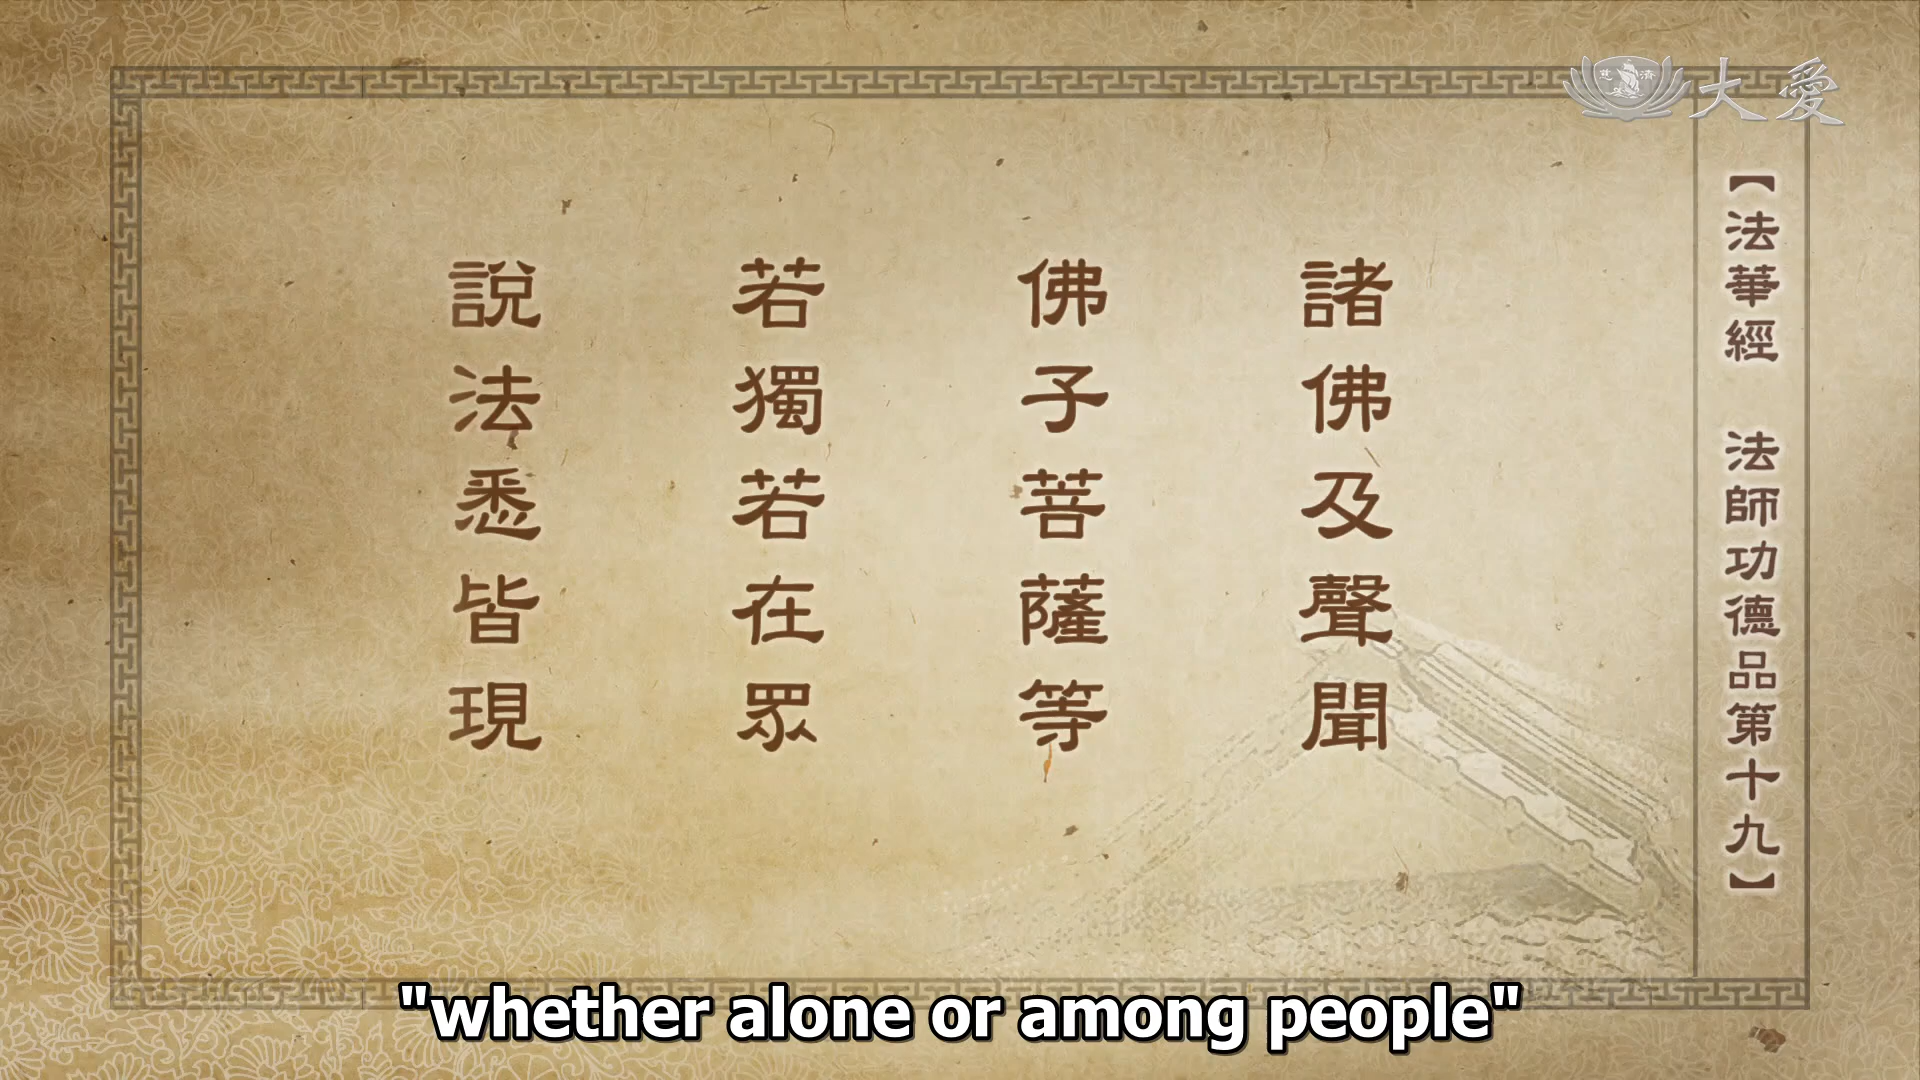 大愛
慈濟
【法華經 法師功德品第十九】
諸佛及聲聞
佛子菩薩等
若獨若在眾
說法悉皆現
"whether alone or among people"